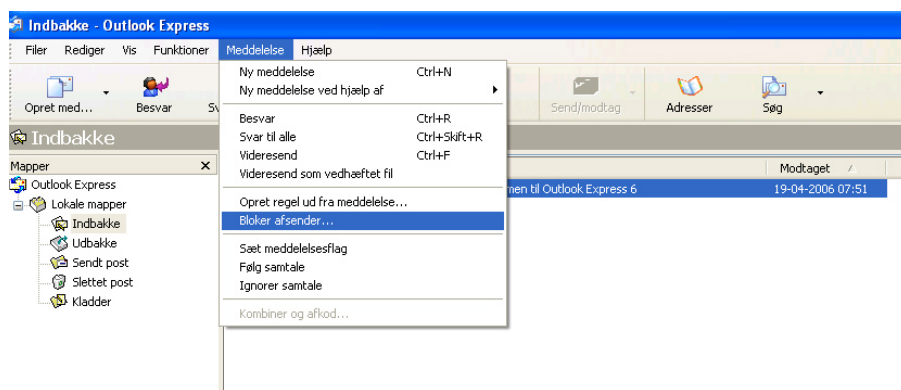 Indbakke - Outlook Express
Filer Rediger Vis Funktioner Meddelelse Hjælp
Opret med... Besvar Sv
Send/modtag Adresser Søg
Ny meddelelse Ctrl+N
Ny meddelelse ved hjælp af
Besvar Ctrl+R
Svar til alle Ctrl+Skift+R
Videresend Ctrl+F
Videresend som vedhæftet fil
Opret regel ud fra meddelelse...
Bloker afsender...
Sæt meddelelsesflag
Følg samtale
Ignorer samtale
Kombiner og afkod...
Indbakke
Mapper
Outlook Express
Lokale mapper
Indbakke
Udbakke
Sendt post
Slettet post
Kladder
Modtaget
men til Outlook Express 6 19-04-2006 07:51